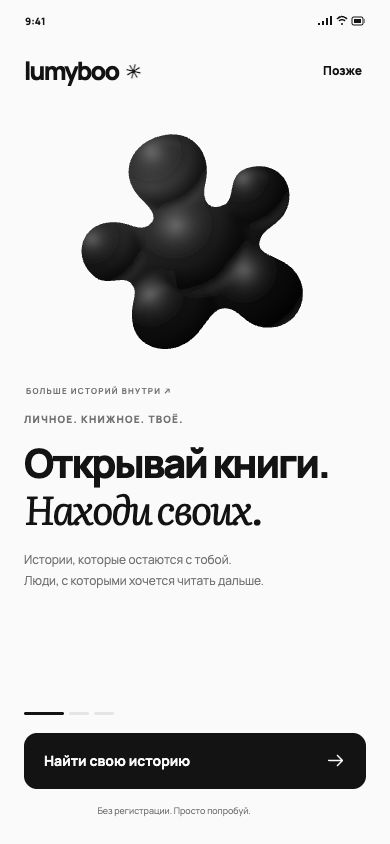 9:41
lumyboo
Позже
БОЛЬШЕ ИСТОРИЙ ВНУТРИ ↗
ЛИЧНОЕ. КНИЖНОЕ. ТВОЁ.
Открывай книги.
Находи своих.
Истории, которые остаются с тобой.
Люди, с которыми хочется читать дальше.
Найти свою историю →
Без регистрации. Просто попробуй.